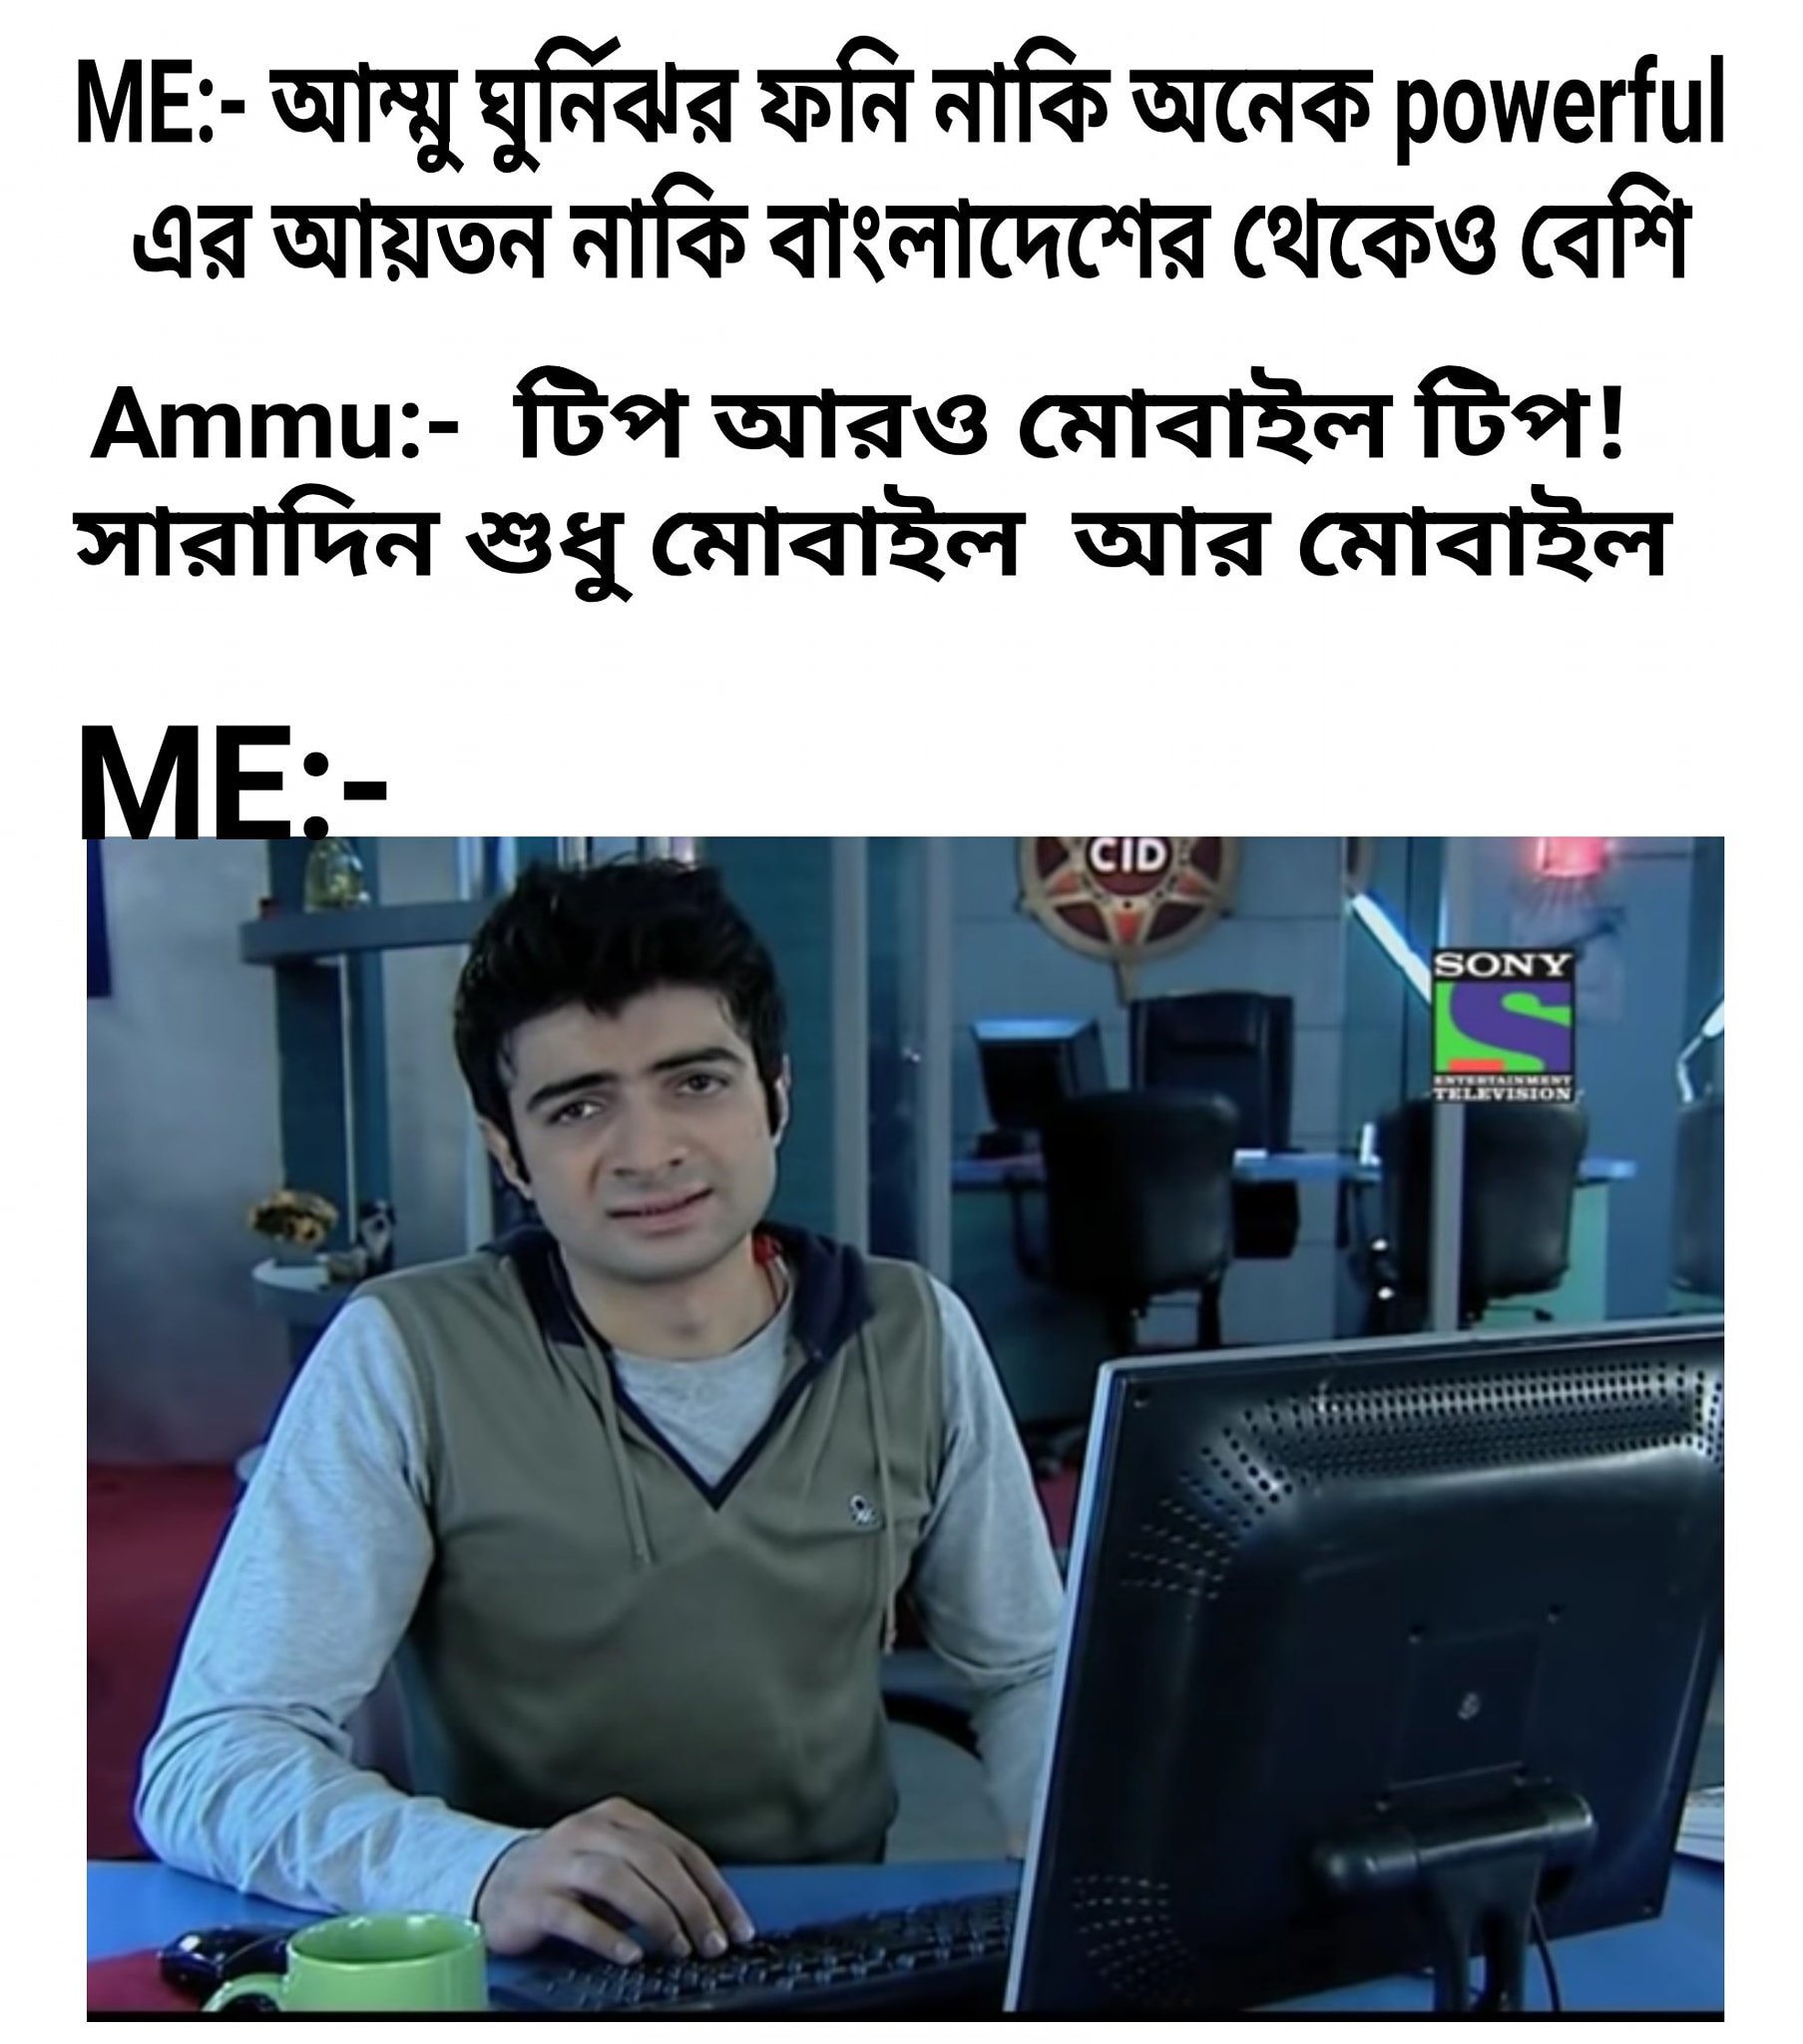 ME:- আম্মু ঘুর্নিঝর ফনি নাকি অনেক powerful
এর আয়তন নাকি বাংলাদেশের থেকেও বেশি
Ammu:- টিপ আরও মোবাইল টিপ!
সারাদিন শুধু মোবাইল আর মোবাইল
ME:-
CID
SONY
ENTERTAINMENT
TELEVISION